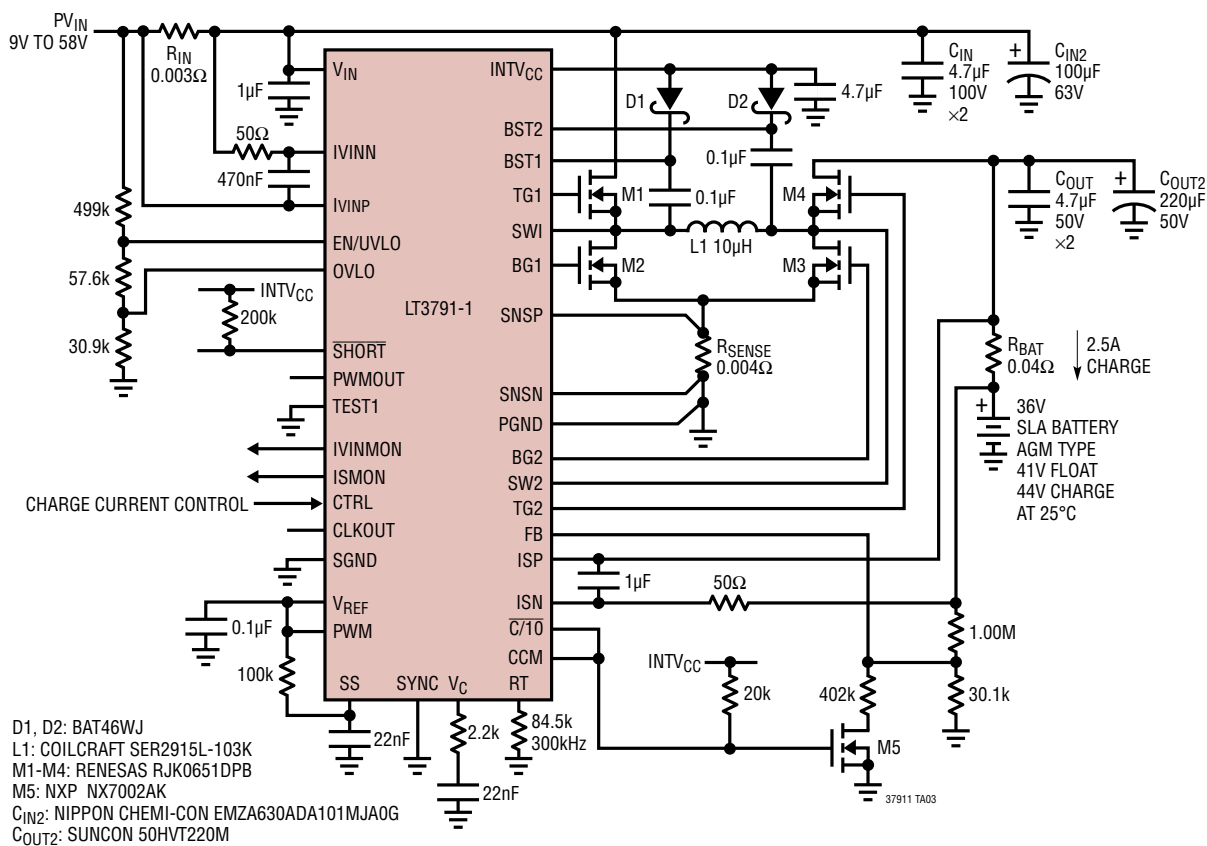 PVIN
9V TO 58V
RIN
0.003Ω
1µF
50Ω
470nF
499k
57.6k
30.9k
INTVCC
200k
CHARGE CURRENT CONTROL
0.1µF
100k
22nF
2.2k
22nF
84.5k
300kHz
LT3791-1
VIN
IVINN
IVINP
EN/UVLO
OVLO
SHORT
PWMOUT
TEST1
IVINMON
ISMON
CTRL
CLKOUT
SGND
VREF
PWM
SS
SYNC
VC
RT
INTVCC
BST2
BST1
TG1
SWI
BG1
SNSP
SNSN
PGND
BG2
SW2
TG2
FB
ISP
ISN
C/10
CCM
D1
D2
4.7µF
0.1µF
0.1µF
M1
M4
L1 10µH
M2
M3
RSENSE
0.004Ω
+
CIN
4.7µF
100V
×2
CIN2
100µF
63V
+
COUT
4.7µF
50V
×2
COUT2
220µF
50V
RBAT
0.04Ω
2.5A
CHARGE
+
36V
SLA BATTERY
AGM TYPE
41V FLOAT
44V CHARGE
AT 25°C
1µF
50Ω
1.00M
INTVCC
20k
402k
30.1k
M5
37911 TA03
D1, D2: BAT46WJ
L1: COILCRAFT SER2915L-103K
M1-M4: RENESAS RJK0651DPB
M5: NXP NX7002AK
CIN2: NIPPON CHEMI-CON EMZA630ADA101MJA0G
COUT2: SUNCON 50HVT220M